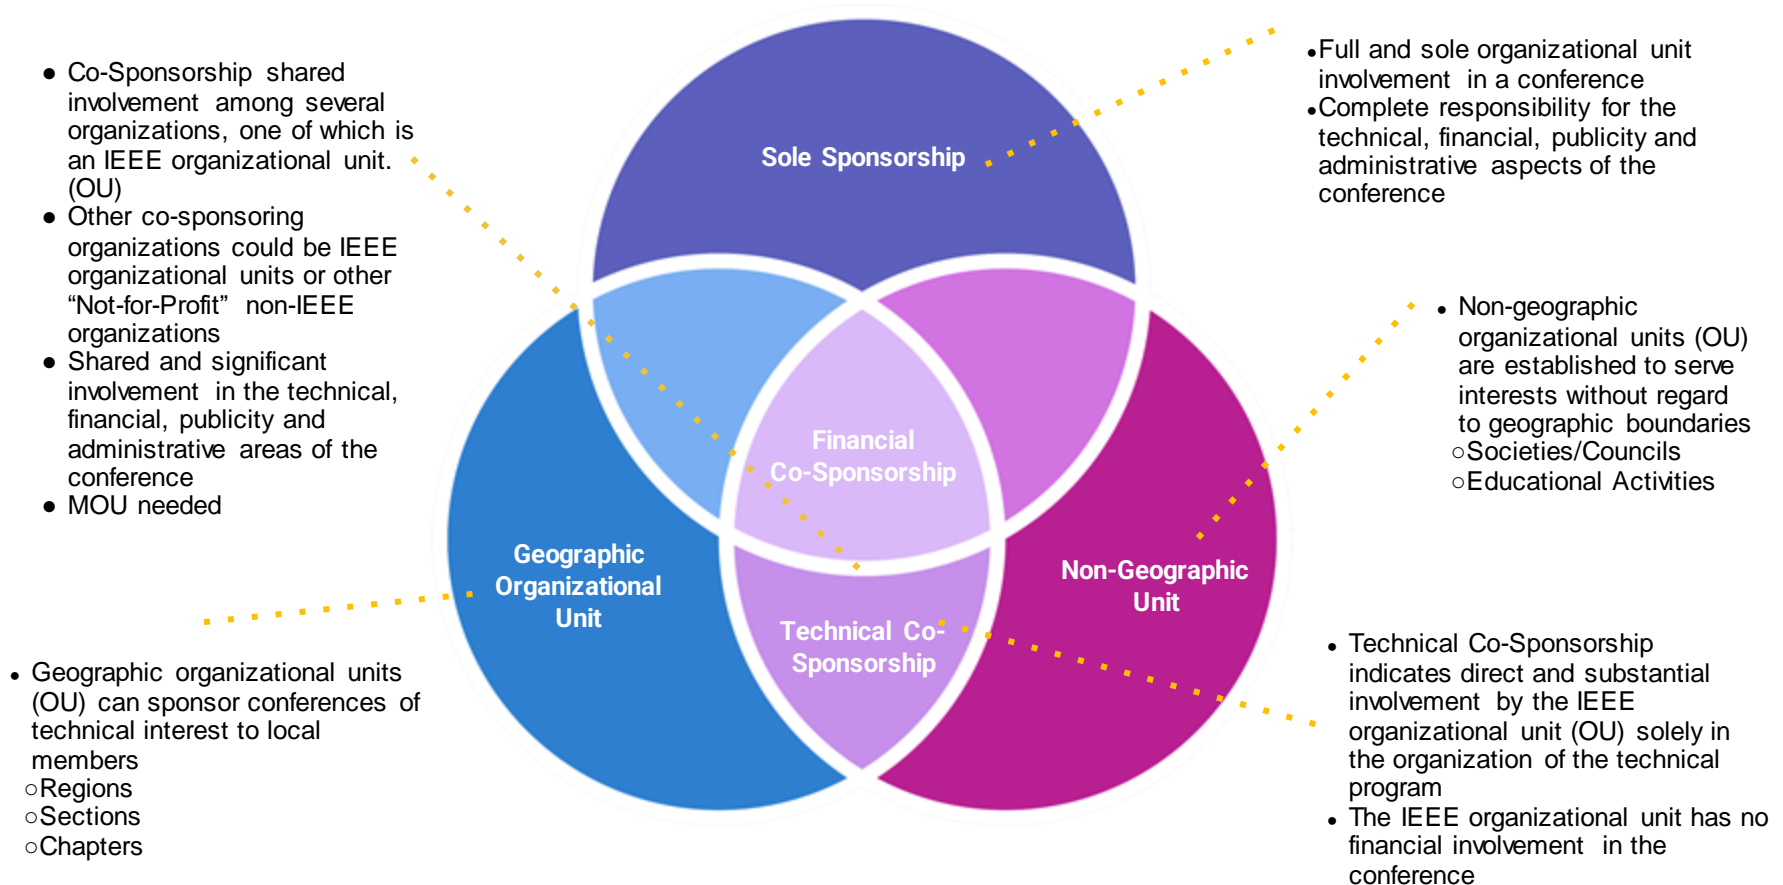 ● Co-Sponsorship shared
involvement among several
organizations, one of which is
an IEEE organizational unit.
(OU)
● Other co-sponsoring
organizations could be IEEE
organizational units or other
“Not-for-Profit” non-IEEE
organizations
● Shared and significant
involvement in the technical,
financial, publicity and
administrative areas of the
conference
● MOU needed
Sole Sponsorship
●Full and sole organizational unit
involvement in a conference
●Complete responsibility for the
technical, financial, publicity and
administrative aspects of the
conference
● Non-geographic
organizational units (OU)
are established to serve
interests without regard
to geographic boundaries
○Societies/Councils
○Educational Activities
Financial
Co-Sponsorship
Geographic
Organizational
Unit
Non-Geographic
Unit
Technical Co-
Sponsorship
● Geographic organizational units
(OU) can sponsor conferences of
technical interest to local
members
○Regions
○Sections
○Chapters
● Technical Co-Sponsorship
indicates direct and substantial
involvement by the IEEE
organizational unit (OU) solely in
the organization of the technical
program
● The IEEE organizational unit has no
financial involvement in the
conference